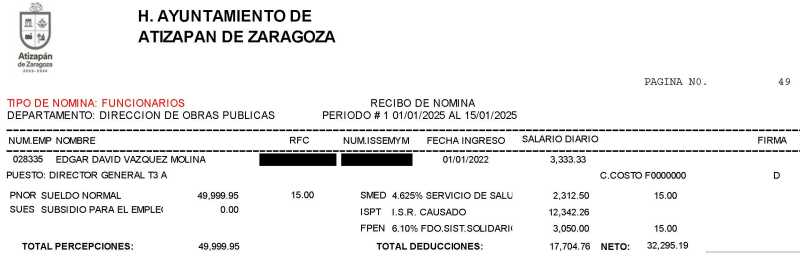 H. AYUNTAMIENTO DE
ATIZAPAN DE ZARAGOZA
Atizapán
de Zaragoza
2022-2024
PAGINA N0. 49
TIPO DE NOMINA: FUNCIONARIOS RECIBO DE NOMINA
DEPARTAMENTO: DIRECCION DE OBRAS PUBLICAS PERIODO # 1 01/01/2025 AL 15/01/2025
NUM.EMP NOMBRE RFC NUM.ISSEMYM FECHA INGRESO SALARIO DIARIO FIRMA
028335 EDGAR DAVID VAZQUEZ MOLINA 01/01/2022 3,333.33
PUESTO: DIRECTOR GENERAL T3 A C.COSTO F0000000 D
PNOR SUELDO NORMAL 49,999.95 15.00 SMED 4.625% SERVICIO DE SALU 2,312.50 15.00
SUES SUBSIDIO PARA EL EMPLE 0.00 ISPT I.S.R. CAUSADO 12,342.26
FPEN 6.10% FDO.SIST.SOLIDARI 3,050.00 15.00
TOTAL PERCEPCIONES: 49,999.95 TOTAL DEDUCCIONES: 17,704.76 NETO: 32,295.19